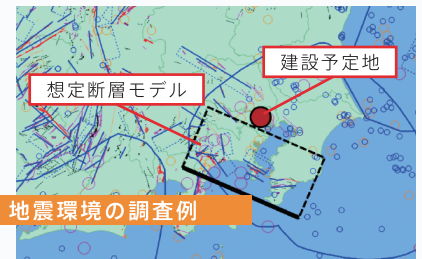 建設予定地
想定断層モデル
地震環境の調査例